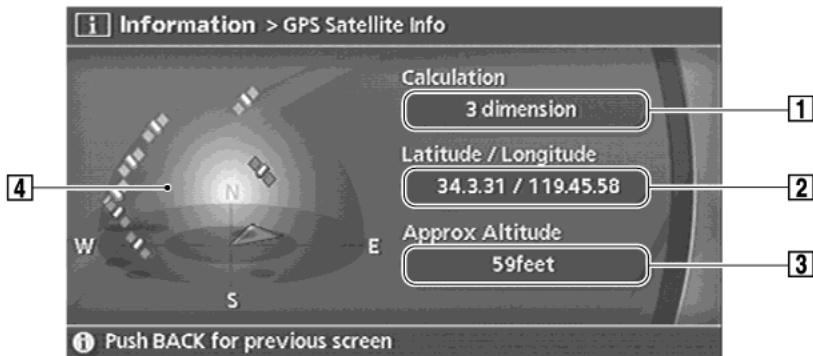 i Information > GPS Satellite Info
Calculation
3 dimension
1
Latitude / Longitude
34.3.31 / 119.45.58
2
4
N
Approx Altitude
W
E
59feet
3
S
i Push BACK for previous screen